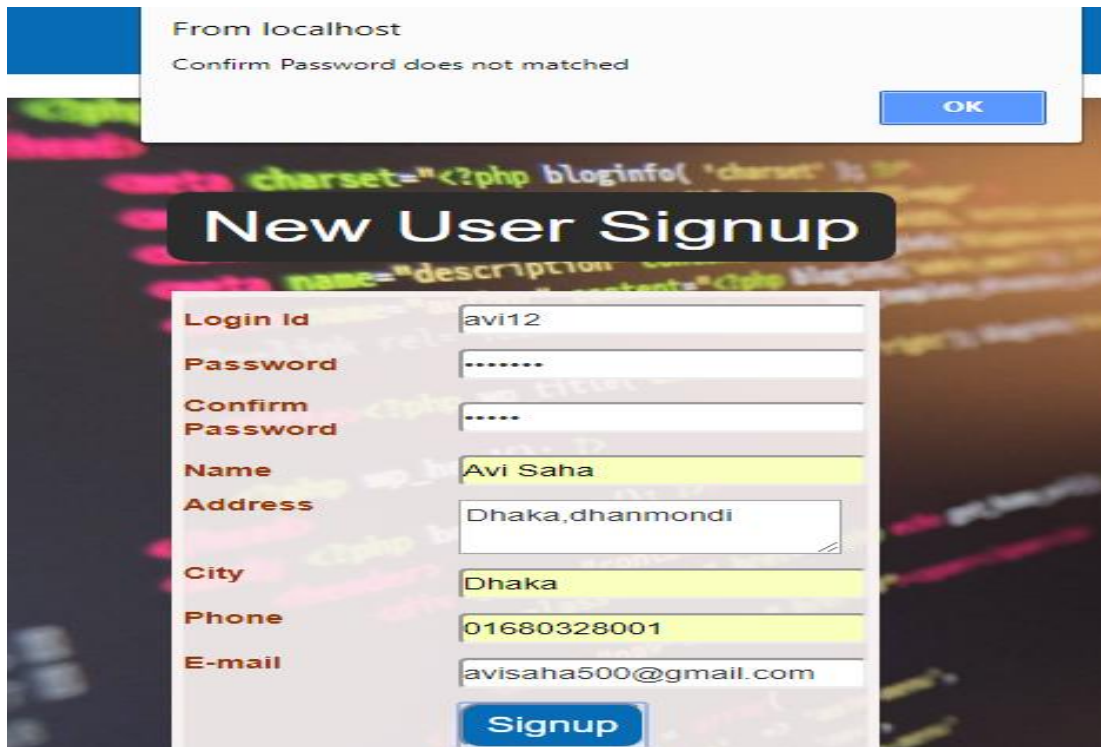 From localhost
Confirm Password does not matched
OK
charset="<?php bloginfo( 'charset' );
New User Signup
name="description"
Login Id
avi12
Password
•••••••
Confirm
Password
•••••
Name
Avi Saha
Address
Dhaka,dhanmondi
City
Dhaka
Phone
01680328001
E-mail
avisaha500@gmail.com
Signup